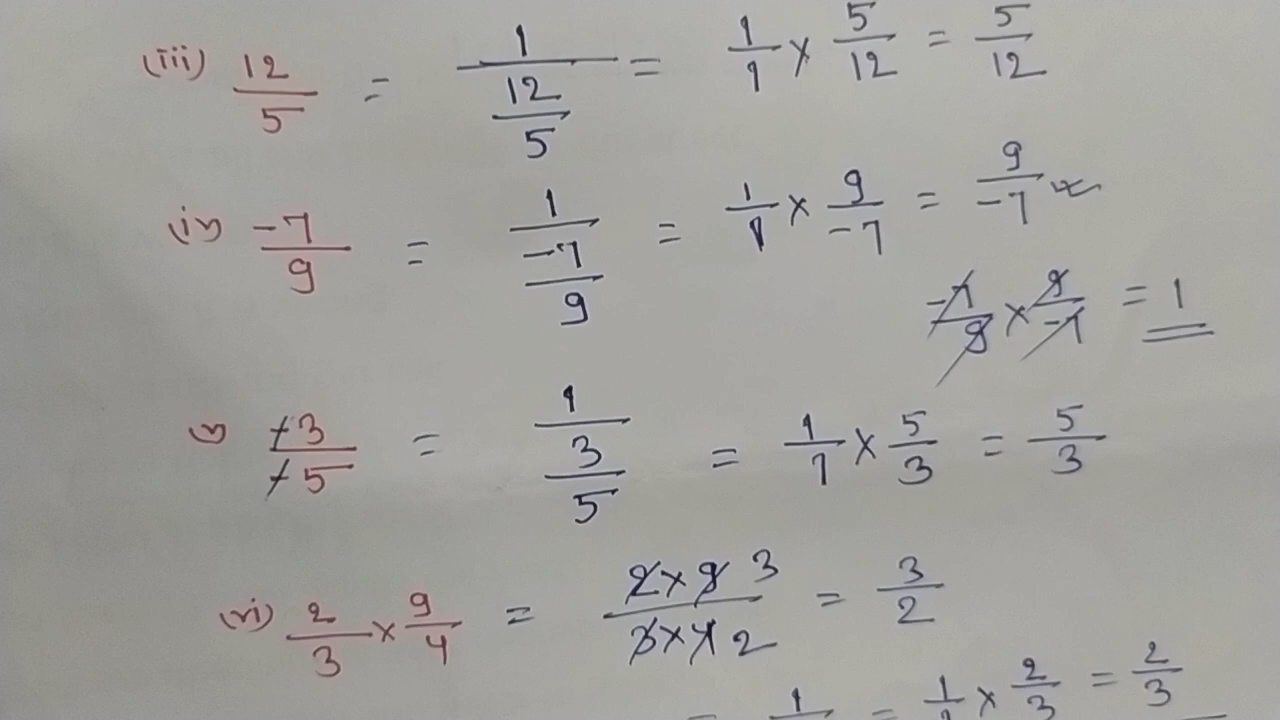 (iii) 12/5 = 1/(12/5) = 1/1 × 5/12 = 5/12
(iv) -7/9 = 1/(-7/9) = 1/1 × 9/-7 = 9/-7
-7/9 × 9/-7 = 1
(v) -3/-5 = 1/(3/5) = 1/1 × 5/3 = 5/3
(vi) 2/3 × 9/4 = 2×9 3/3×4 2 = 3/2
= 1 = 1/1 × 2/3 = 2/3